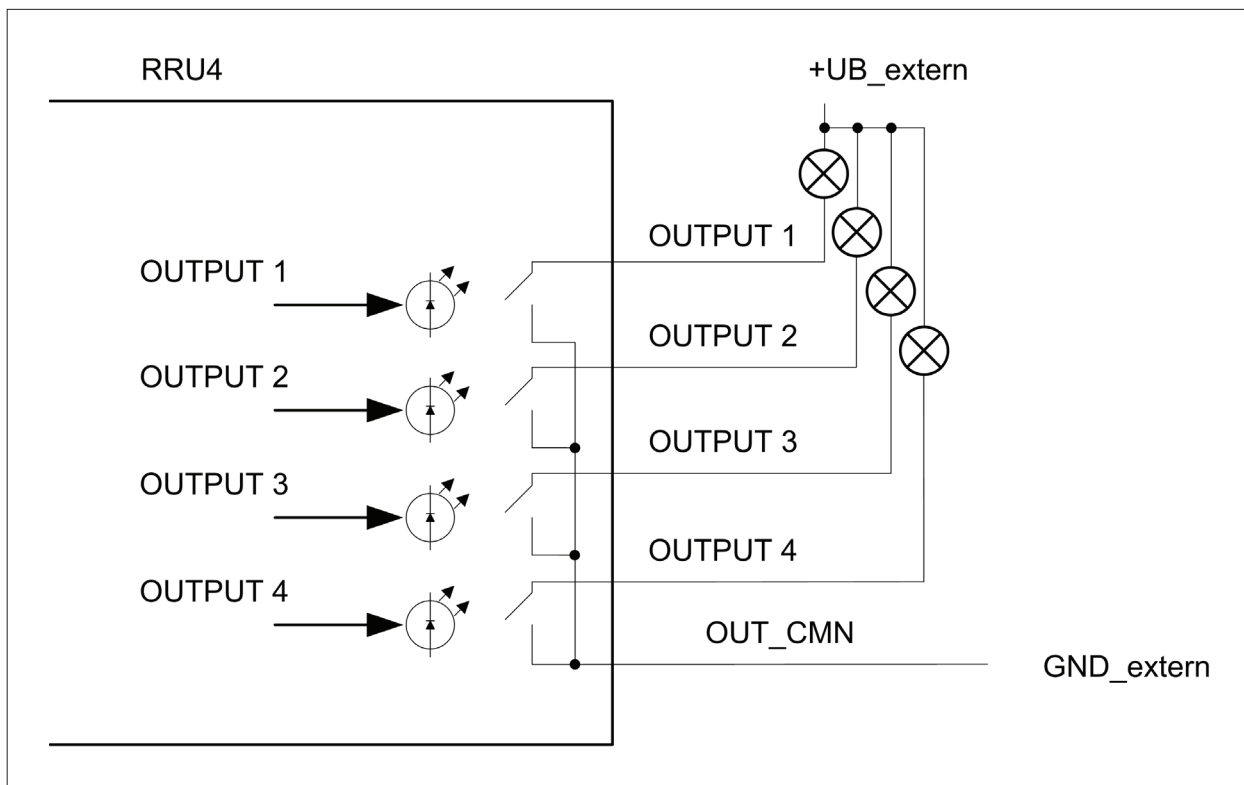 RRU4
+UB_extern
OUTPUT 1
OUTPUT 1
OUTPUT 2
OUTPUT 2
OUTPUT 3
OUTPUT 3
OUTPUT 4
OUTPUT 4
OUT_CMN
GND_extern